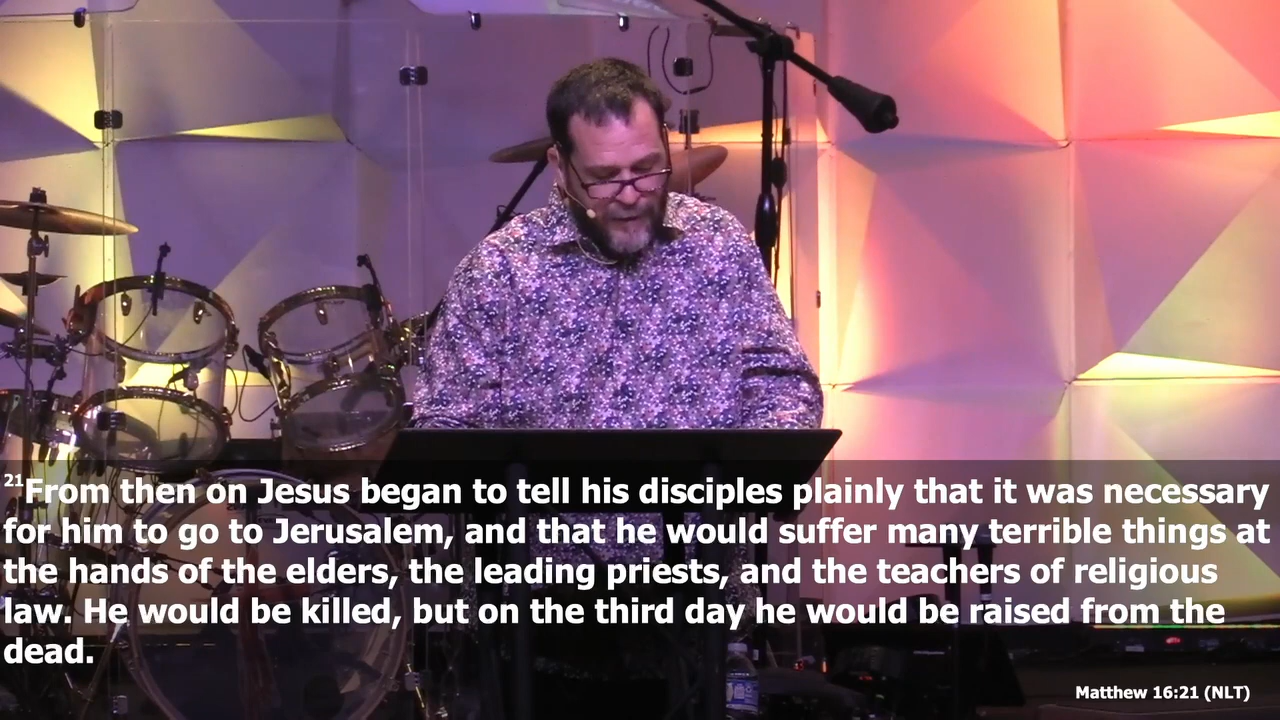 21From then on Jesus began to tell his disciples plainly that it was necessary
for him to go to Jerusalem, and that he would suffer many terrible things at
the hands of the elders, the leading priests, and the teachers of religious
law. He would be killed, but on the third day he would be raised from the
dead.
Matthew 16:21 (NLT)